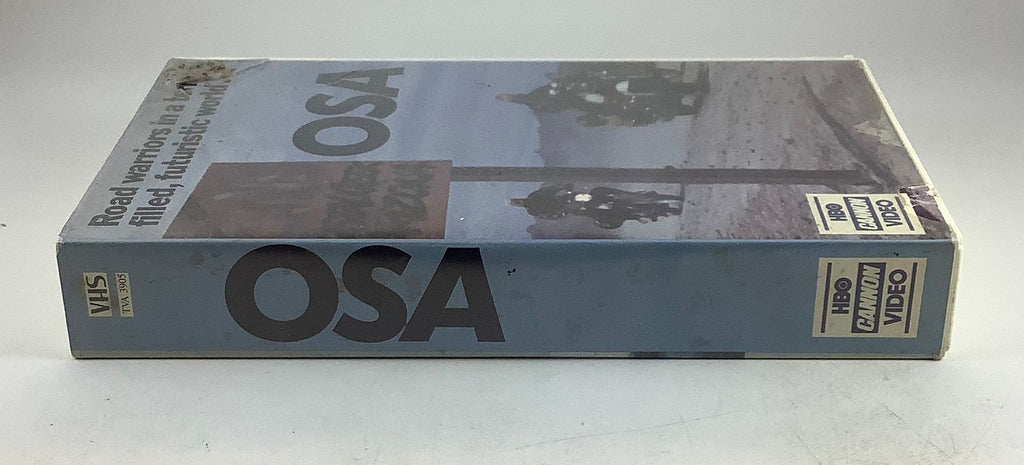 Road warriors in a
filled, futuristic world
OSA
HBO
CANNON
VIDEO
VHS
TVA 3905
OSA
HBO
CANNON
VIDEO